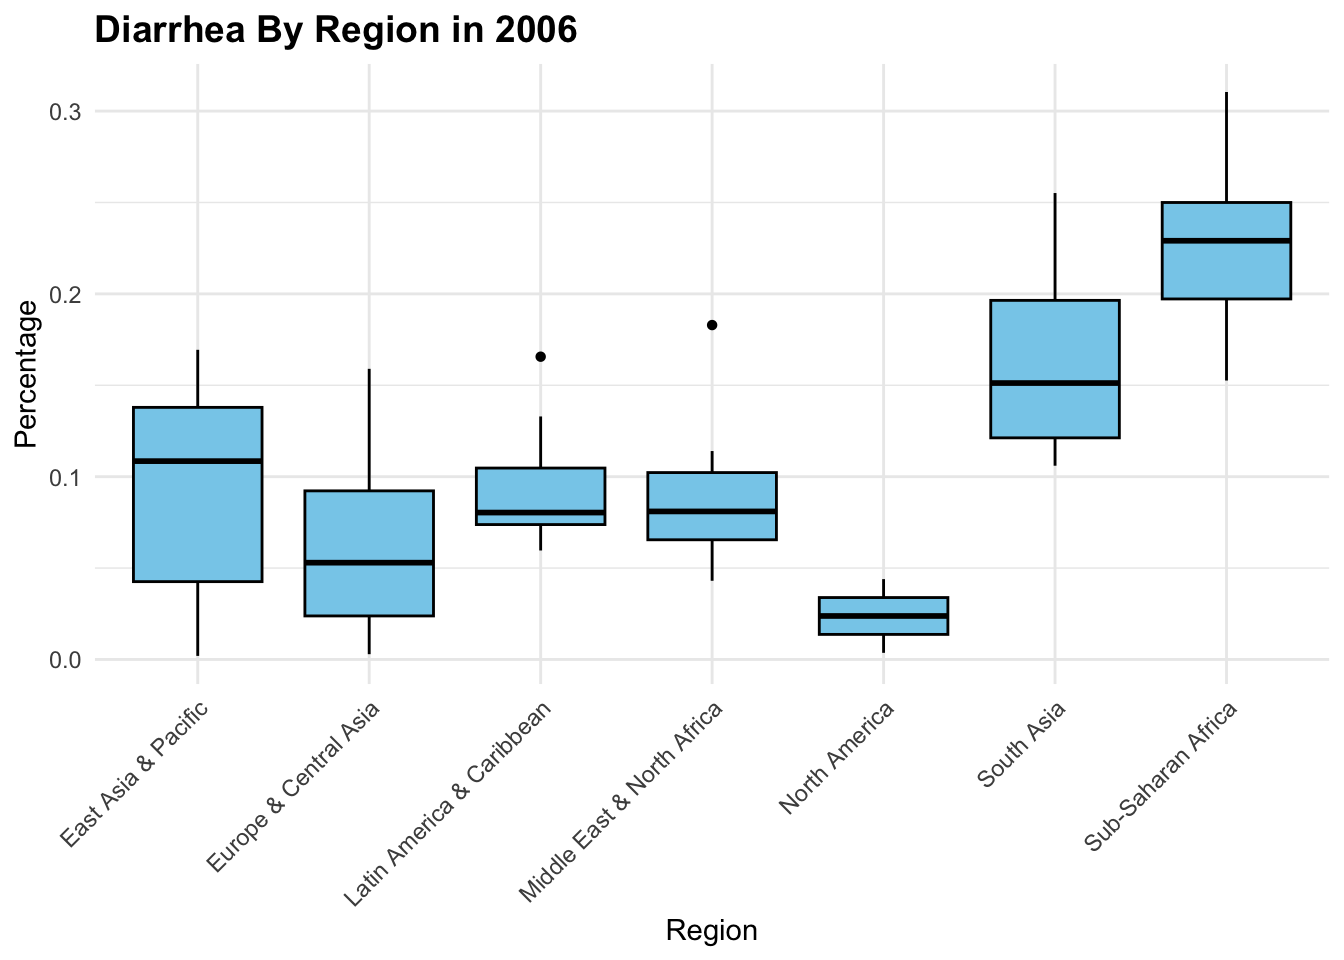 Diarrhea By Region in 2006
Percentage
0.3
0.2
0.1
0.0
East Asia & Pacific
Europe & Central Asia
Latin America & Caribbean
Middle East & North Africa
North America
South Asia
Sub-Saharan Africa
Region